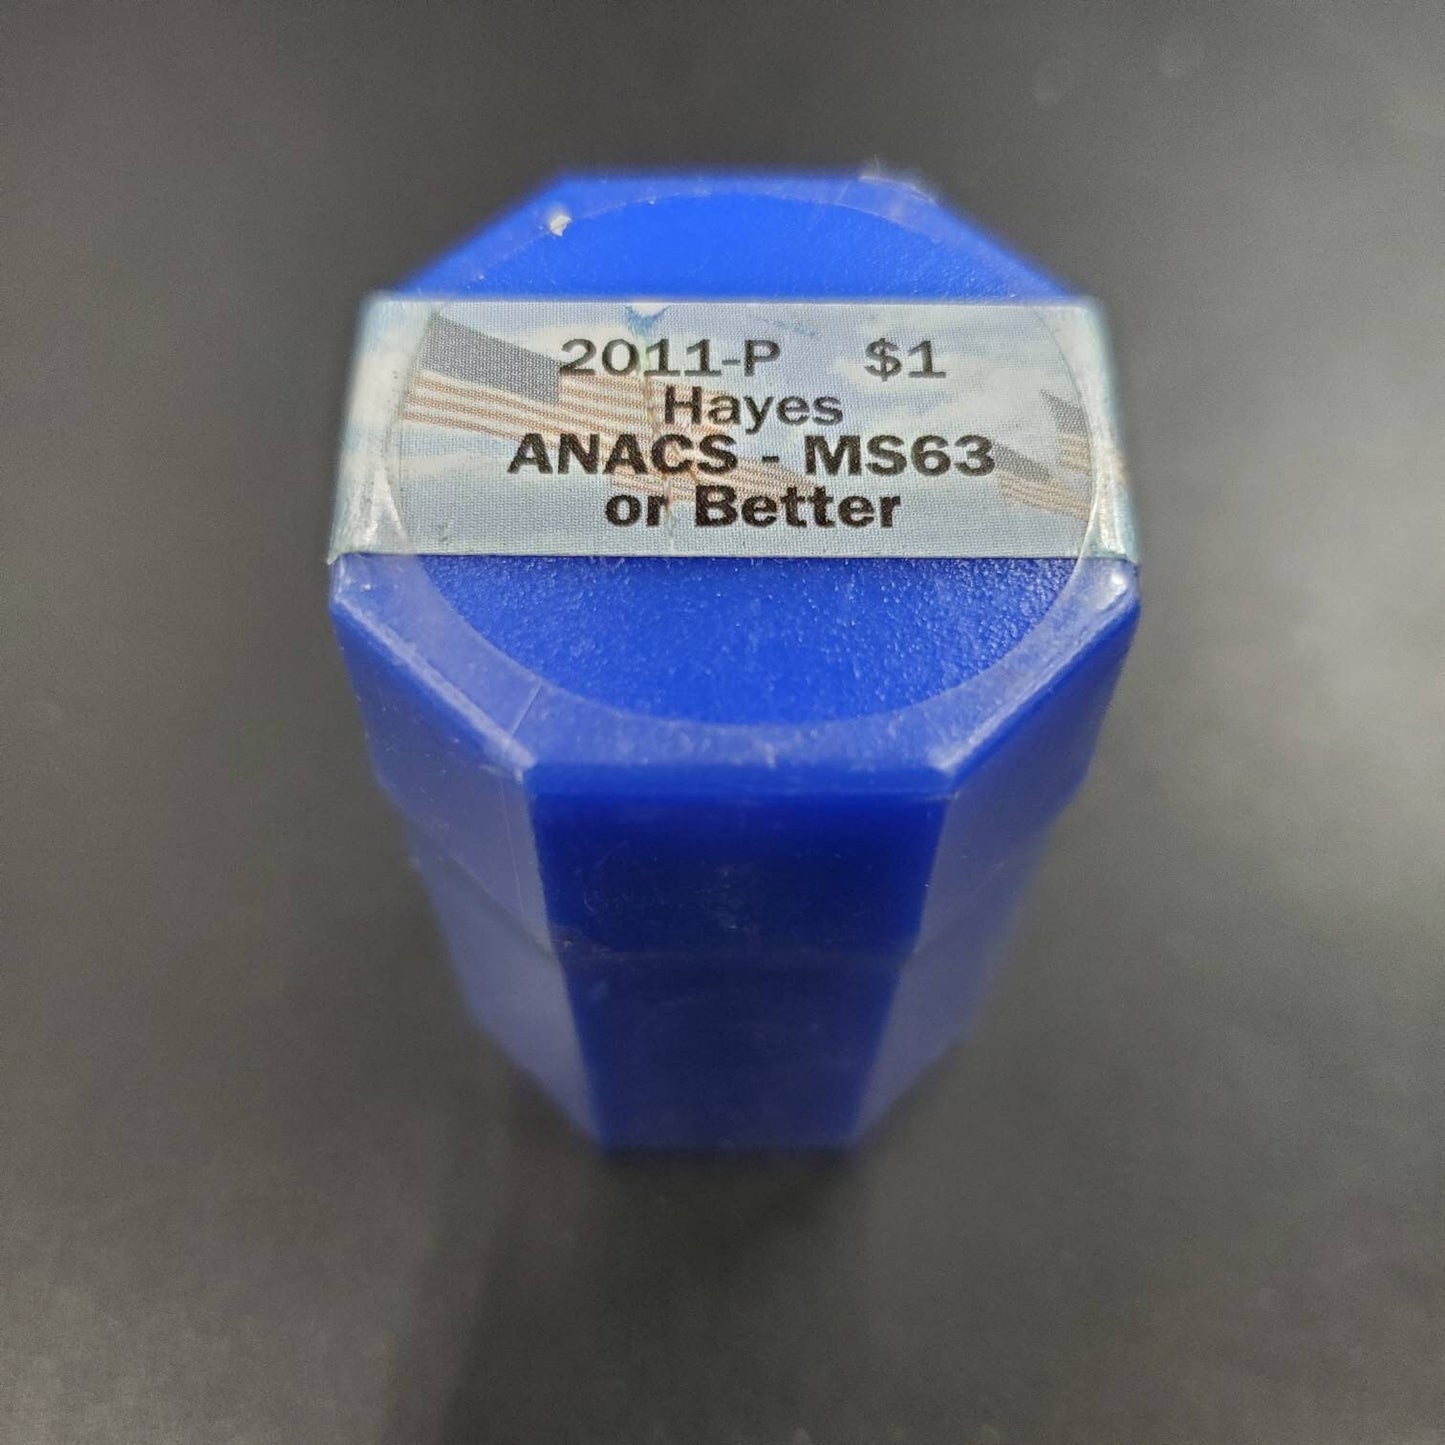 2011-P $1
Hayes
ANACS - MS63
or Better